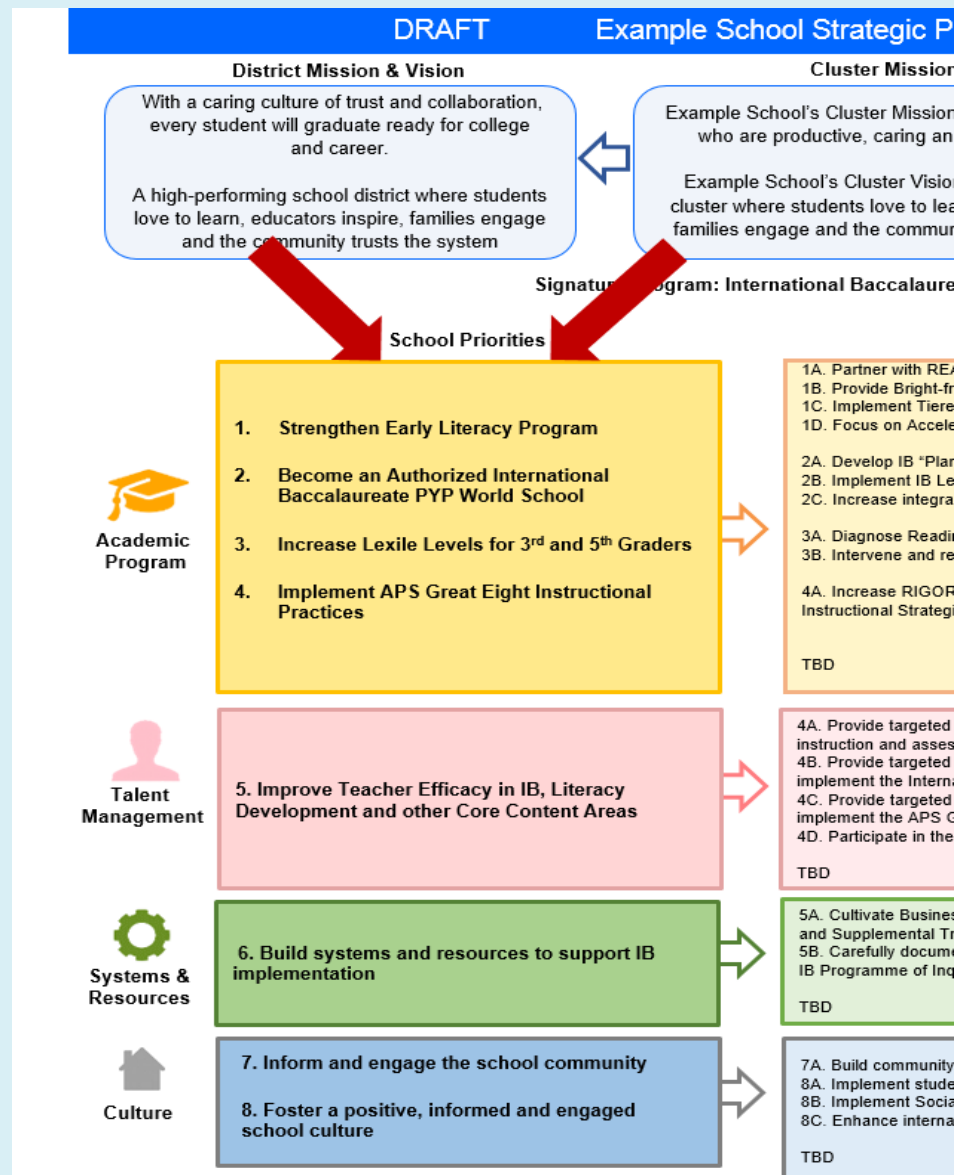 DRAFT Example School Strategic P
District Mission & Vision
With a caring culture of trust and collaboration,
every student will graduate ready for college
and career.
A high-performing school district where students
love to learn, educators inspire, families engage
and the community trusts the system
Cluster Mission
Example School's Cluster Mission
who are productive, caring an
Example School's Cluster Vision
cluster where students love to lea
families engage and the commun
Signature Program: International Baccalaure
School Priorities
Academic
Program
1. Strengthen Early Literacy Program
2. Become an Authorized International
Baccalaureate PYP World School
3. Increase Lexile Levels for 3rd and 5th Graders
4. Implement APS Great Eight Instructional
Practices
1A. Partner with REA
1B. Provide Bright-fr
1C. Implement Tiere
1D. Focus on Accele
2A. Develop IB “Plan
2B. Implement IB Le
2C. Increase integra
3A. Diagnose Readin
3B. Intervene and re
4A. Increase RIGOR
Instructional Strategi
TBD
Talent
Management
5. Improve Teacher Efficacy in IB, Literacy
Development and other Core Content Areas
4A. Provide targeted
instruction and asses
4B. Provide targeted
implement the Interna
4C. Provide targeted
implement the APS G
4D. Participate in the
TBD
Systems &
Resources
6. Build systems and resources to support IB
implementation
5A. Cultivate Busines
and Supplemental Tr
5B. Carefully docume
IB Programme of Inq
TBD
Culture
7. Inform and engage the school community
8. Foster a positive, informed and engaged
school culture
7A. Build community
8A. Implement stude
8B. Implement Socia
8C. Enhance interna
TBD